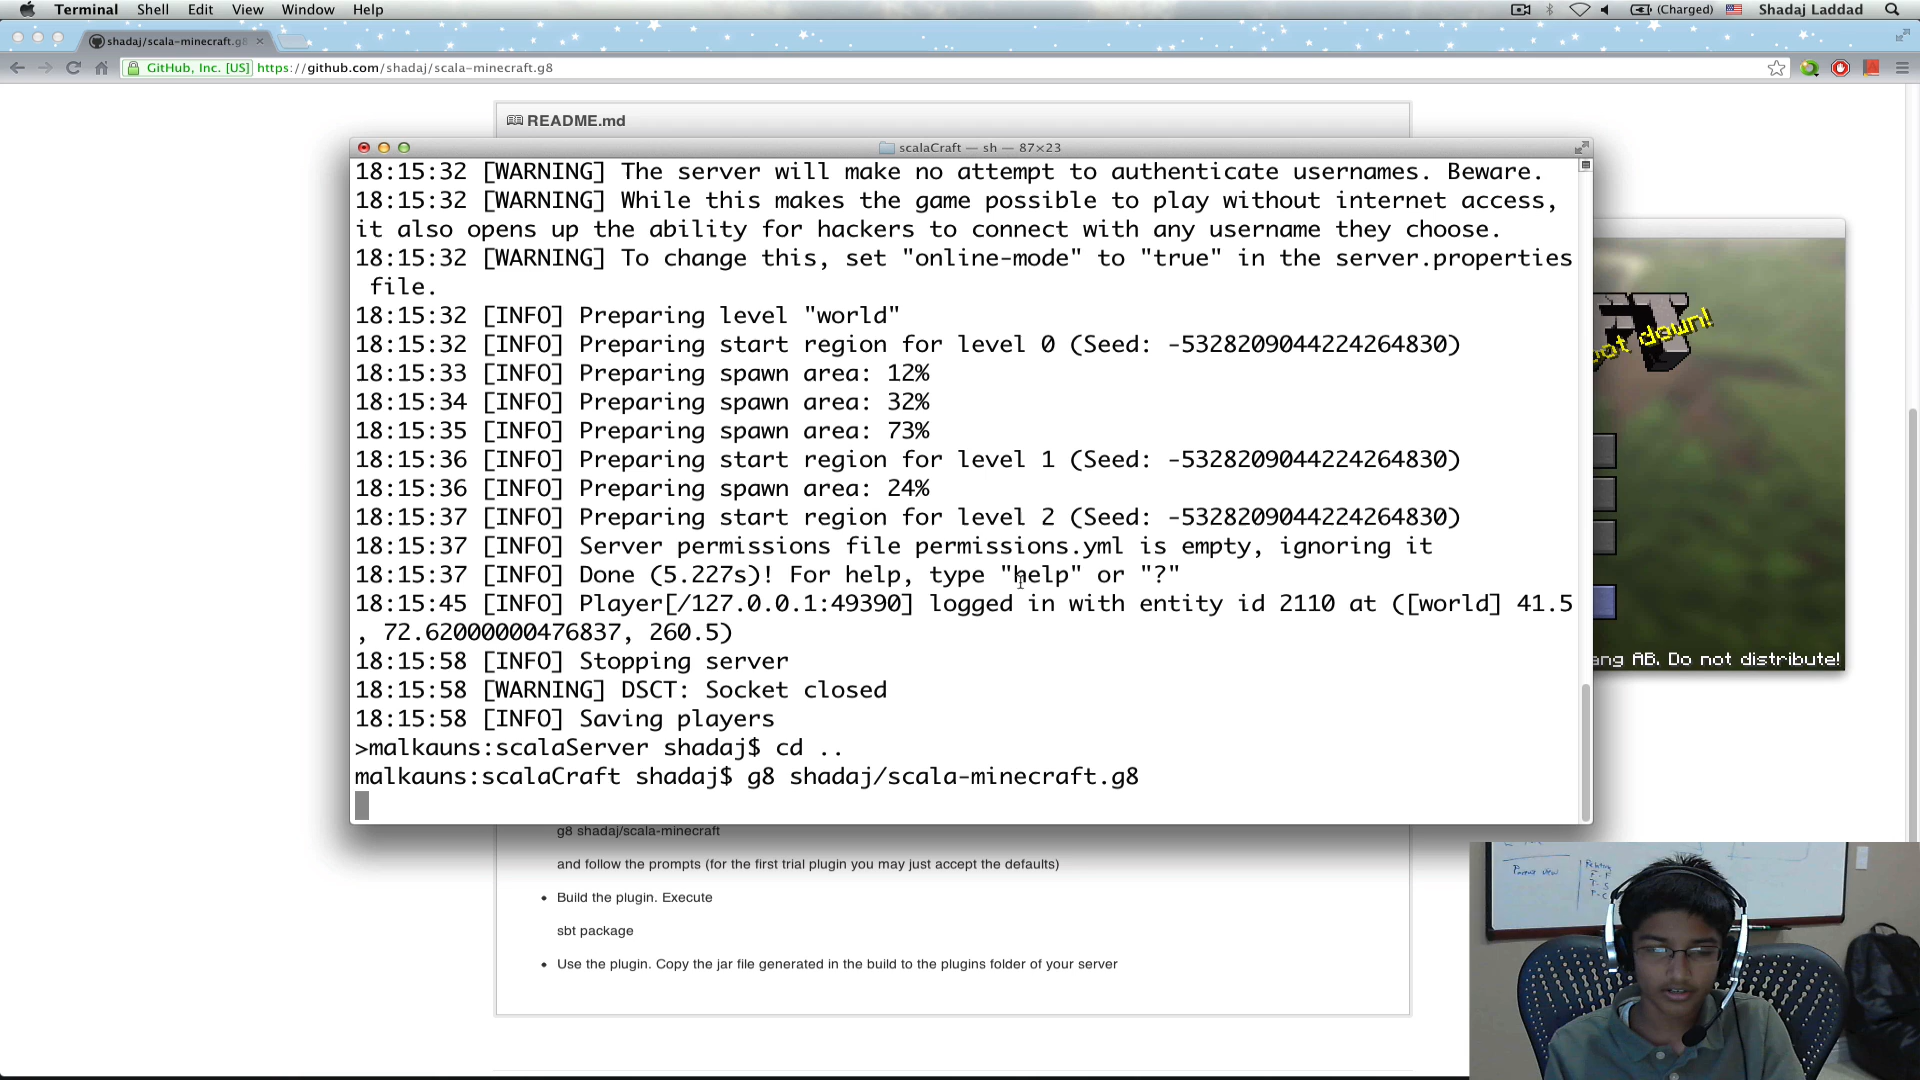 Terminal Shell Edit View Window Help (Charged) Shadaj Laddad
shadaj/scala-minecraft.g8
GitHub, Inc. [US] https://github.com/shadaj/scala-minecraft.g8
README.md
scalaCraft — sh — 87×23
18:15:32 [WARNING] The server will make no attempt to authenticate usernames. Beware.
18:15:32 [WARNING] While this makes the game possible to play without internet access,
it also opens up the ability for hackers to connect with any username they choose.
18:15:32 [WARNING] To change this, set "online-mode" to "true" in the server.properties
file.
18:15:32 [INFO] Preparing level "world"
18:15:32 [INFO] Preparing start region for level 0 (Seed: -5328209044224264830)
18:15:33 [INFO] Preparing spawn area: 12%
18:15:34 [INFO] Preparing spawn area: 32%
18:15:35 [INFO] Preparing spawn area: 73%
18:15:36 [INFO] Preparing start region for level 1 (Seed: -5328209044224264830)
18:15:36 [INFO] Preparing spawn area: 24%
18:15:37 [INFO] Preparing start region for level 2 (Seed: -5328209044224264830)
18:15:37 [INFO] Server permissions file permissions.yml is empty, ignoring it
18:15:37 [INFO] Done (5.227s)! For help, type "help" or "?"
18:15:45 [INFO] Player[/127.0.0.1:49390] logged in with entity id 2110 at ([world] 41.5
, 72.62000000476837, 260.5)
18:15:58 [INFO] Stopping server
18:15:58 [WARNING] DSCT: Socket closed
18:15:58 [INFO] Saving players
>malkauns:scalaServer shadaj$ cd ..
malkauns:scalaCraft shadaj$ g8 shadaj/scala-minecraft.g8
down!
AB. Do not distribute!
g8 shadaj/scala-minecraft
and follow the prompts (for the first trial plugin you may just accept the defaults)
• Build the plugin. Execute
sbt package
• Use the plugin. Copy the jar file generated in the build to the plugins folder of your server